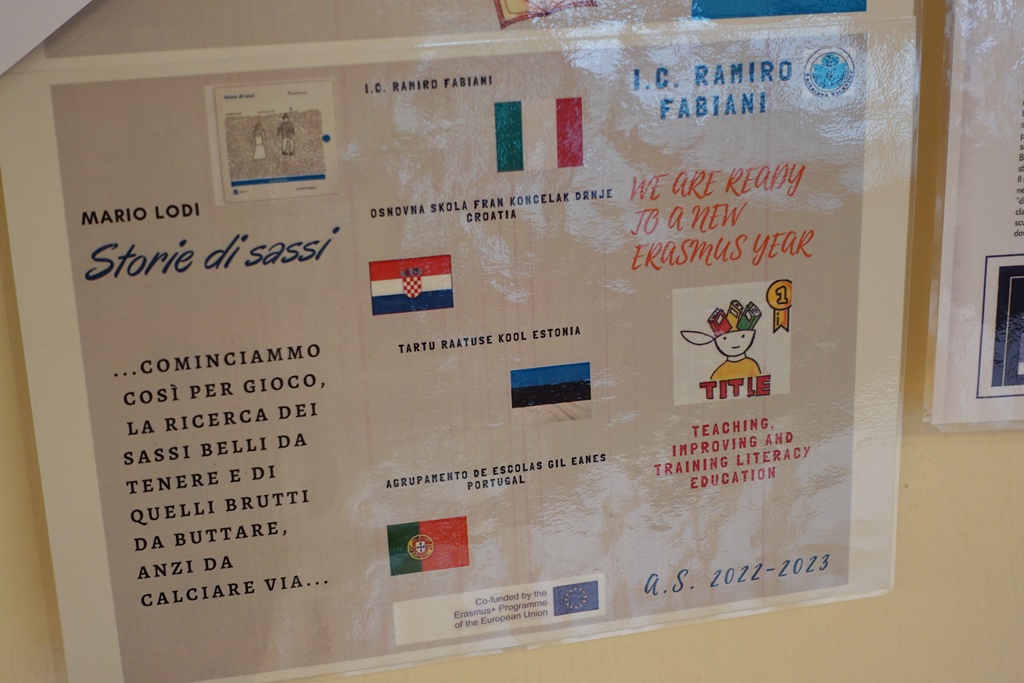 MARIO LODI
Storie di sassi
...COMINCIAMMO
COSÌ PER GIOCO,
LA RICERCA DEI
SASSI BELLI DA
TENERE E DI
QUELLI BRUTTI
DA BUTTARE,
ANZI DA
CALCIARE VIA...
I.C. RAMIRO FABIANI
OSNOVNA SKOLA FRAN KONCELAK DRNJE
CROATIA
TARTU RAATUSE KOOL ESTONIA
AGRUPAMENTO DE ESCOLAS GIL EANES
PORTUGAL
Co-funded by the
Erasmus+ Programme
of the European Union
I.C. RAMIRO
FABIANI
WE ARE READY
TO A NEW
ERASMUS YEAR
1
TITLE
TEACHING,
IMPROVING AND
TRAINING LITERACY
EDUCATION
A.S. 2022-2023